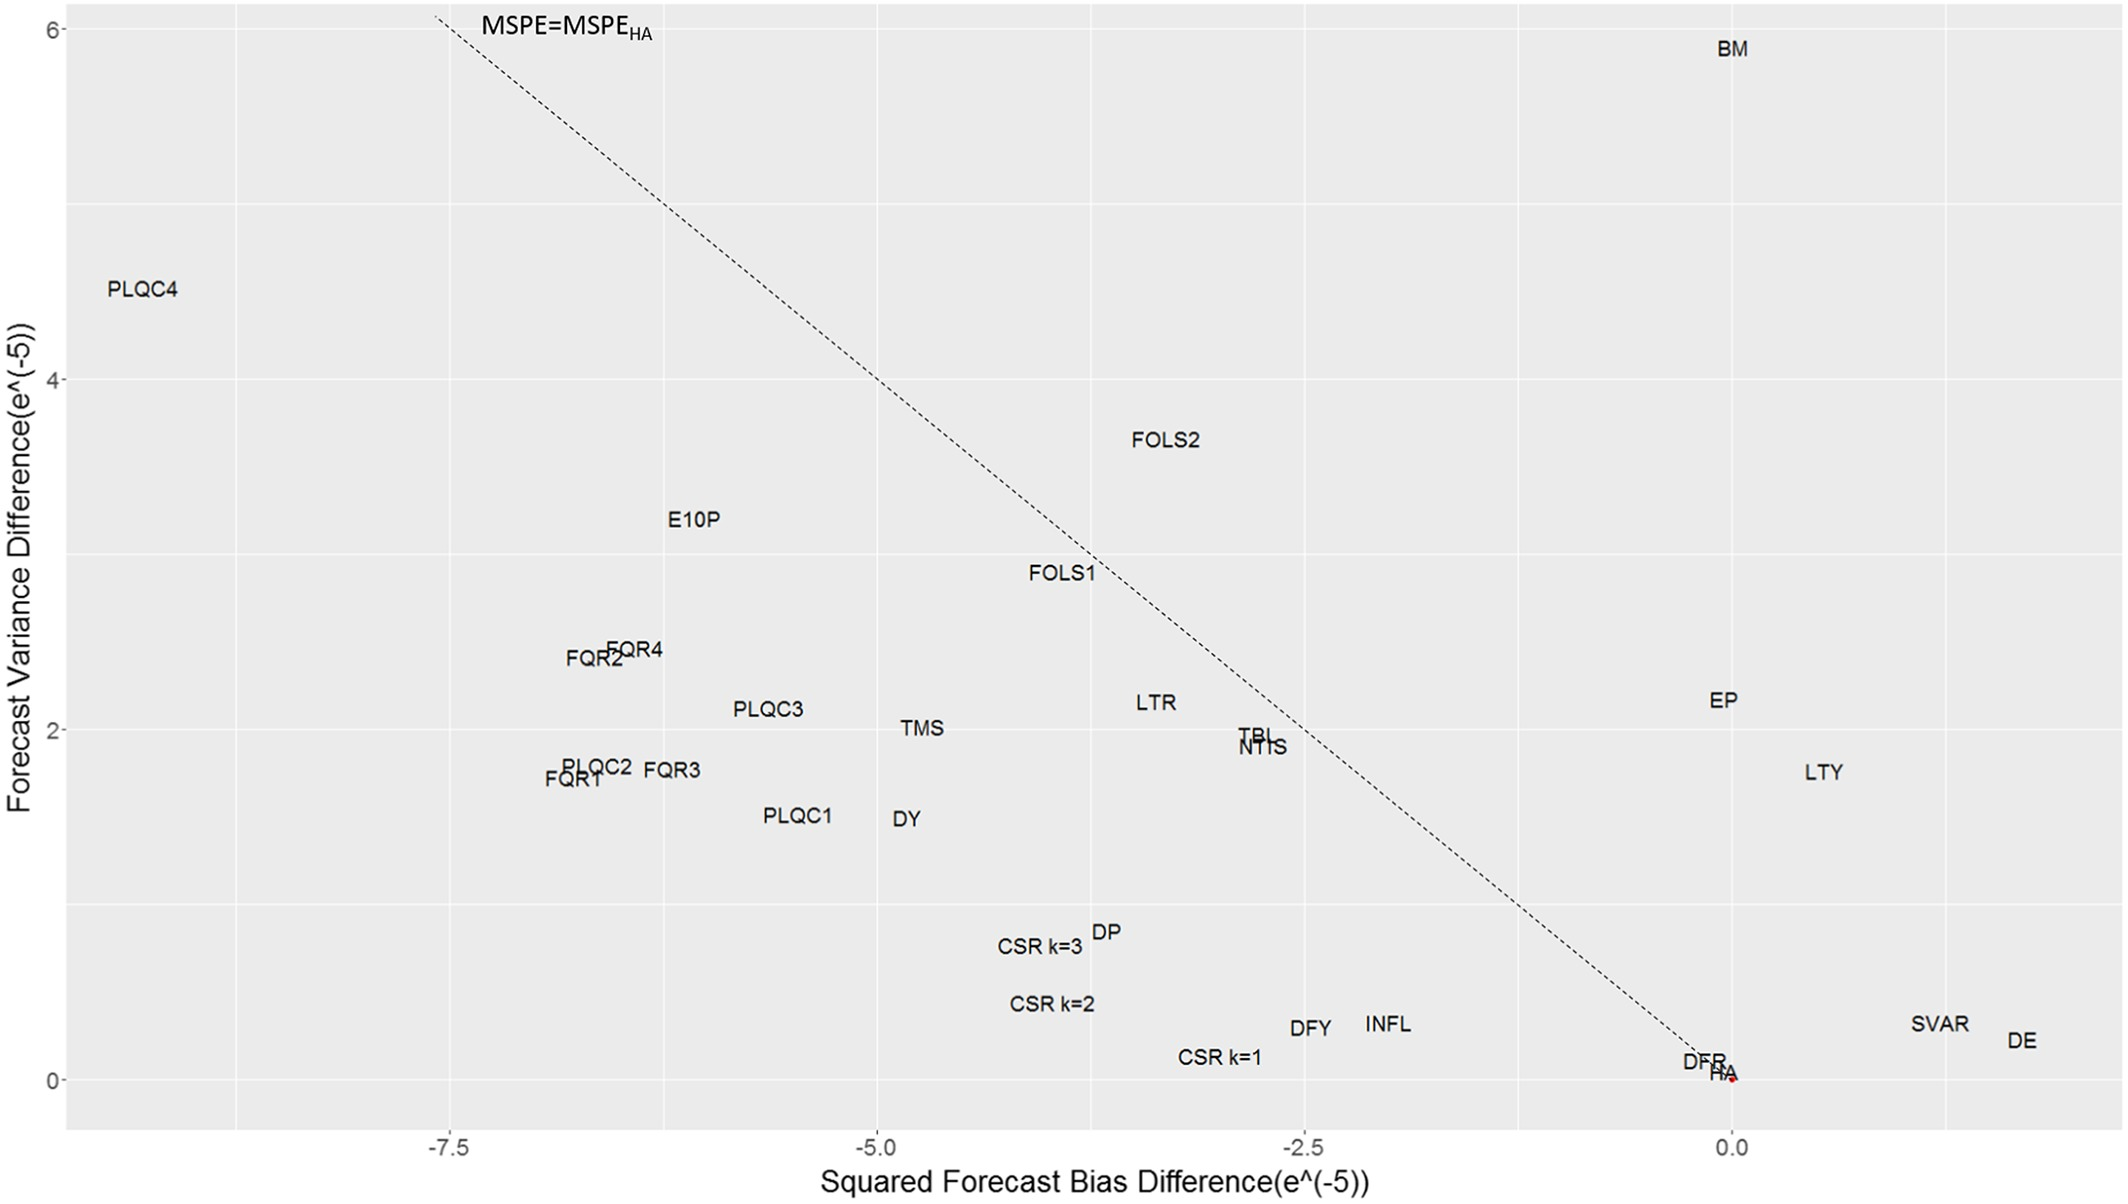 MSPE=MSPE_HA
6
BM
PLQC4
4
FOLS2
E10P
FOLS1
FQR4
FQR2
EP
LTR
PLQC3
TMS
2
TBL
NTIS
PLQC2
FQR3
LTY
FQR1
PLQC1
DY
DP
CSR k=3
CSR k=2
INFL
SVAR
DFY
DE
CSR k=1
DFR
HA
0
-7.5
-5.0
-2.5
0.0
Squared Forecast Bias Difference(e^(-5))
Forecast Variance Difference(e^(-5))